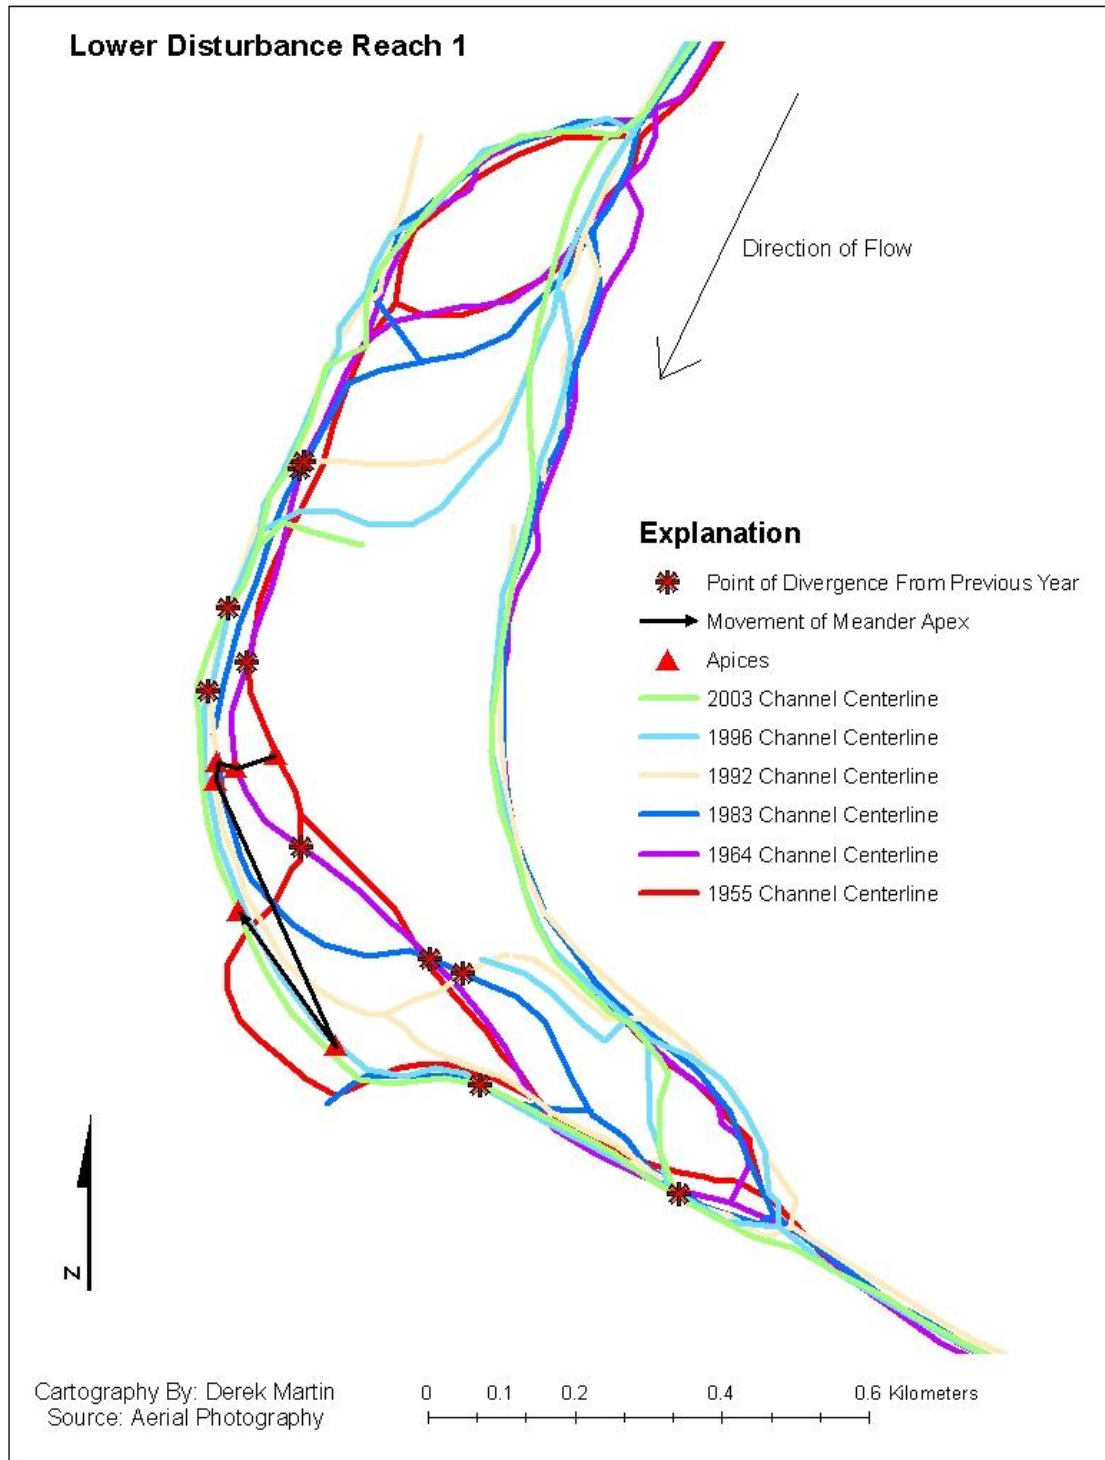 Lower Disturbance Reach 1
Direction of Flow
Explanation
Point of Divergence From Previous Year
Movement of Meander Apex
Apices
2003 Channel Centerline
1996 Channel Centerline
1992 Channel Centerline
1983 Channel Centerline
1964 Channel Centerline
1955 Channel Centerline
N
Cartography By: Derek Martin
Source: Aerial Photography
0 0.1 0.2 0.4 0.6 Kilometers